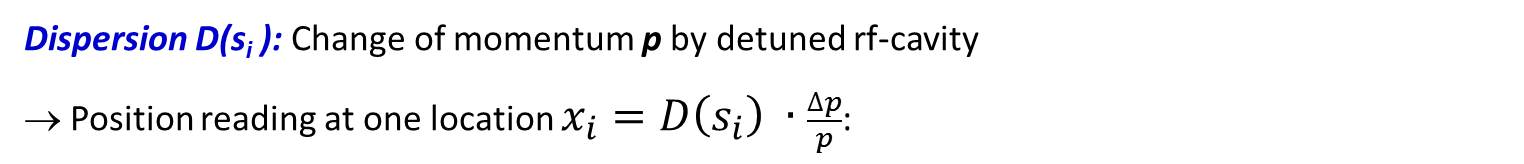 Dispersion D(sᵢ): Change of momentum p by detuned rf-cavity
→ Position reading at one location xᵢ = D(sᵢ) · Δp/p: